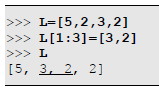 >>> L=[5,2,3,2]
>>> L[1:3]=[3,2]
>>> L
[5, 3, 2, 2]